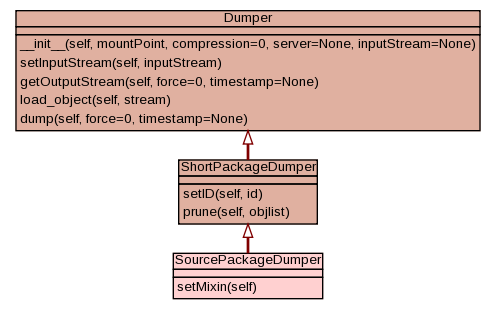 Dumper
__init__(self, mountPoint, compression=0, server=None, inputStream=None)
setInputStream(self, inputStream)
getOutputStream(self, force=0, timestamp=None)
load_object(self, stream)
dump(self, force=0, timestamp=None)
ShortPackageDumper
setID(self, id)
prune(self, objlist)
SourcePackageDumper
setMixin(self)